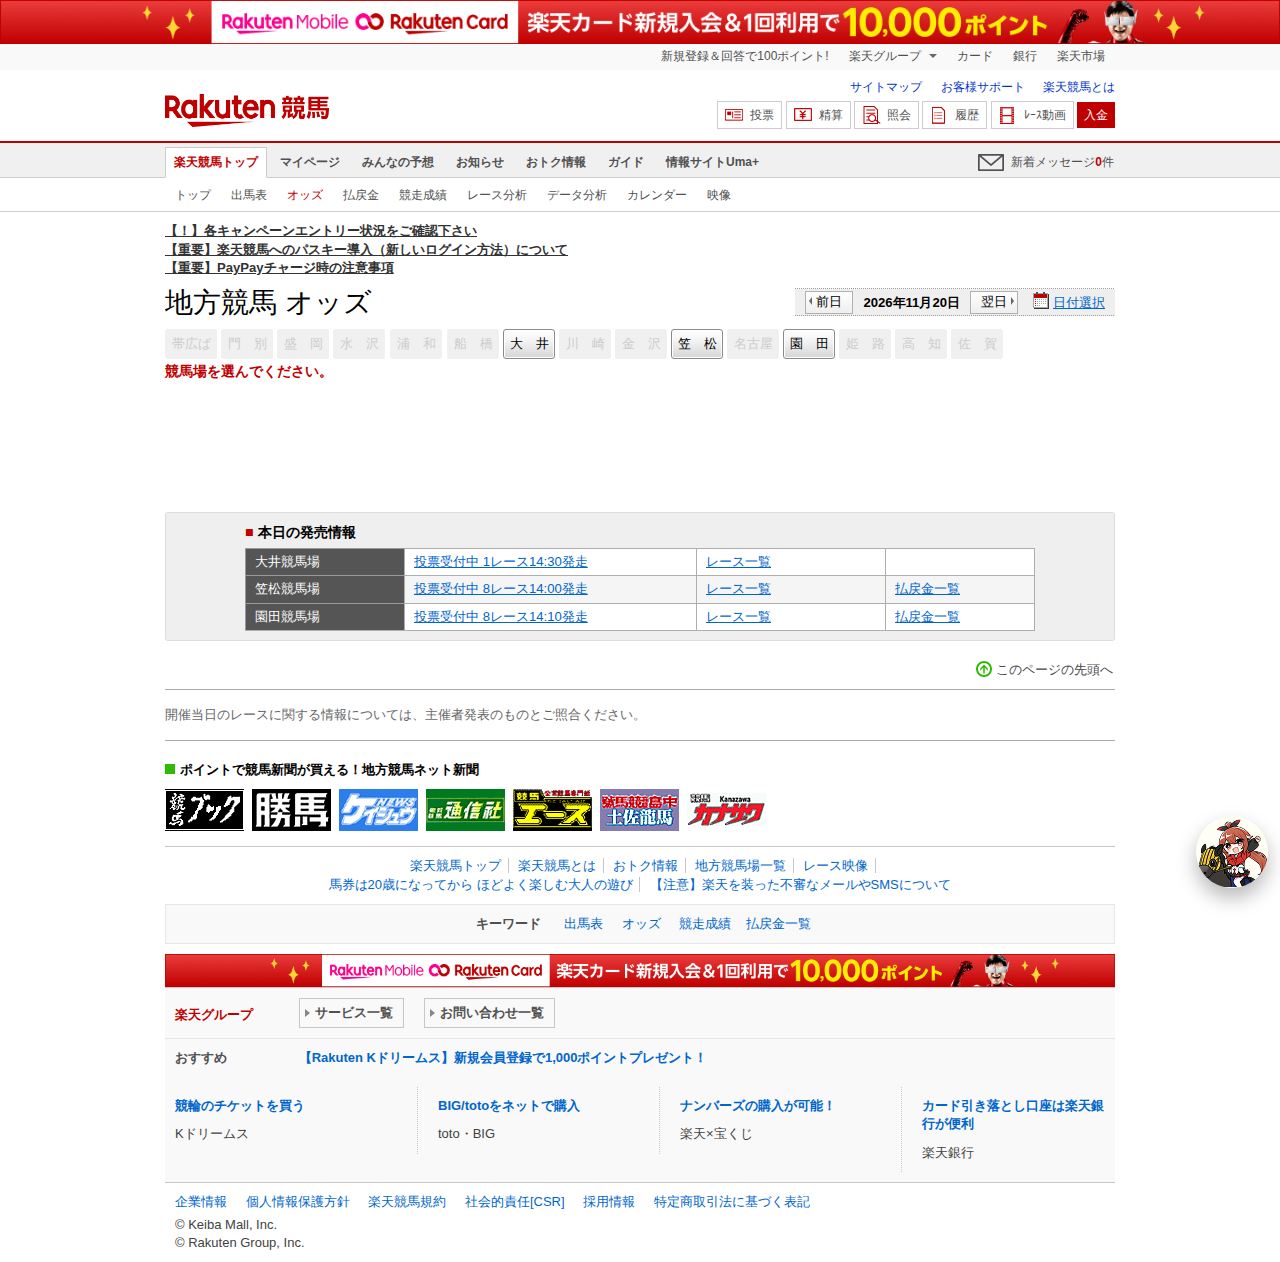 Rakuten Mobile Rakuten Card 楽天カード新規入会&1回利用で10,000ポイント
新規登録＆回答で100ポイント! 楽天グループ カード 銀行 楽天市場
サイトマップ お客様サポート 楽天競馬とは
Rakuten 競馬
投票 精算 照会 履歴 ﾚｰｽ動画 入金
楽天競馬トップ マイページ みんなの予想 お知らせ おトク情報 ガイド 情報サイトUma+ 新着メッセージ0件
トップ 出馬表 オッズ 払戻金 競走成績 レース分析 データ分析 カレンダー 映像
【！】各キャンペーンエントリー状況をご確認下さい
【重要】楽天競馬へのパスキー導入（新しいログイン方法）について
【重要】PayPayチャージ時の注意事項
地方競馬 オッズ
前日 2026年11月20日 翌日 日付選択
帯広ば 門 別 盛 岡 水 沢 浦 和 船 橋 大 井 川 崎 金 沢 笠 松 名古屋 園 田 姫 路 高 知 佐 賀
競馬場を選んでください。
■ 本日の発売情報
大井競馬場 投票受付中 1レース14:30発走 レース一覧
笠松競馬場 投票受付中 8レース14:00発走 レース一覧 払戻金一覧
園田競馬場 投票受付中 8レース14:10発走 レース一覧 払戻金一覧
このページの先頭へ
開催当日のレースに関する情報については、主催者発表のものとご照合ください。
ポイントで競馬新聞が買える！地方競馬ネット新聞
競馬ブック 勝馬 ケイシュウNEWS 通信社 競馬エース 土佐龍馬 Kanazawa カナザワ
楽天競馬トップ 楽天競馬とは おトク情報 地方競馬場一覧 レース映像
馬券は20歳になってから ほどよく楽しむ大人の遊び 【注意】楽天を装った不審なメールやSMSについて
キーワード 出馬表 オッズ 競走成績 払戻金一覧
Rakuten Mobile Rakuten Card 楽天カード新規入会&1回利用で10,000ポイント
楽天グループ サービス一覧 お問い合わせ一覧
おすすめ 【Rakuten Kドリームス】新規会員登録で1,000ポイントプレゼント！
競輪のチケットを買う BIG/totoをネットで購入 ナンバーズの購入が可能！ カード引き落とし口座は楽天銀行が便利
Kドリームス toto・BIG 楽天×宝くじ 楽天銀行
企業情報 個人情報保護方針 楽天競馬規約 社会的責任[CSR] 採用情報 特定商取引法に基づく表記
© Keiba Mall, Inc.
© Rakuten Group, Inc.